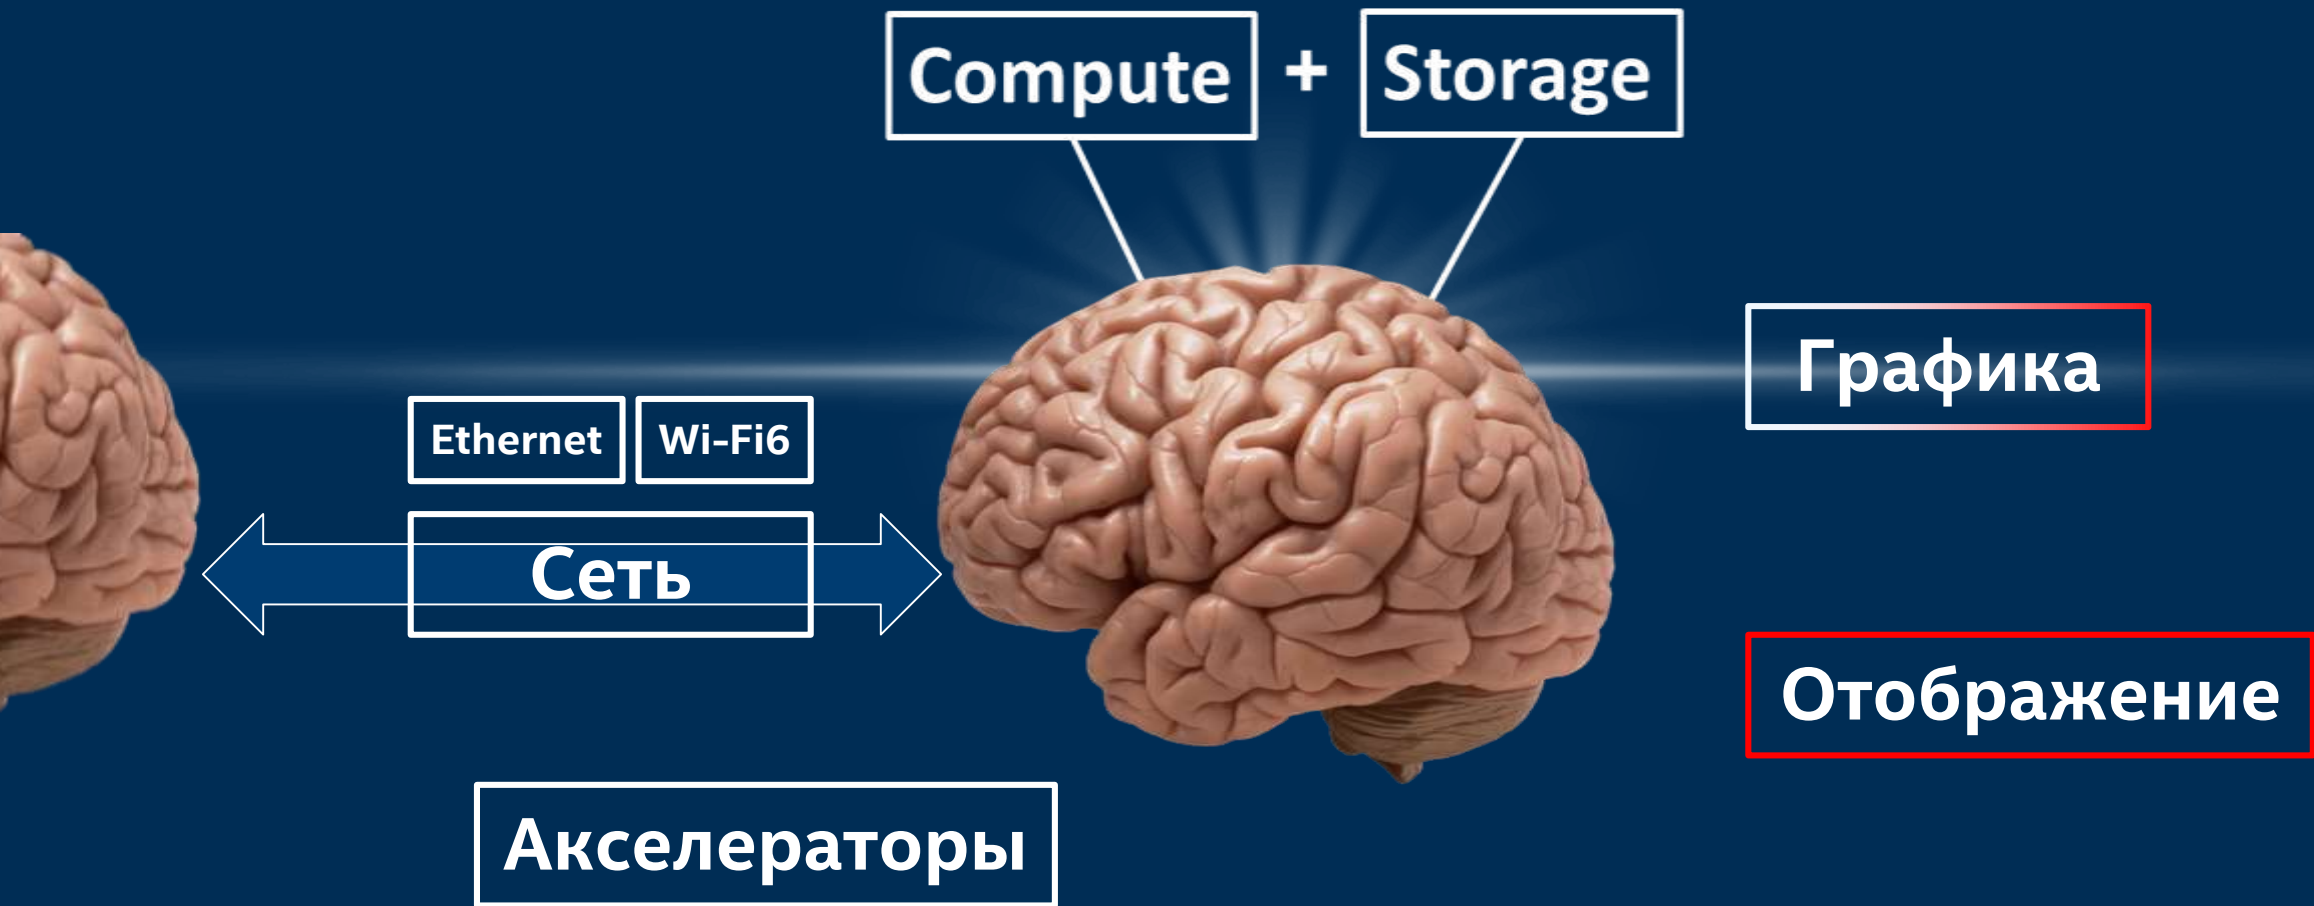 Compute + Storage
Графика
Ethernet Wi-Fi6
Сеть
Отображение
Акселераторы